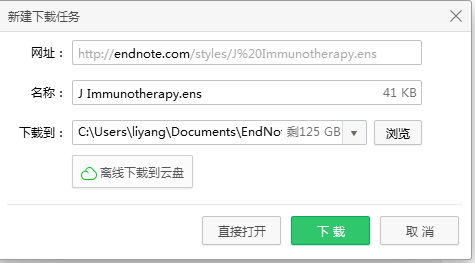 新建下载任务
网址： http://endnote.com/styles/J%20Immunotherapy.ens
名称： J Immunotherapy.ens 41 KB
下载到： C:\Users\liyang\Documents\EndNot 剩125 GB 浏览
离线下载到云盘
直接打开 下载 取消